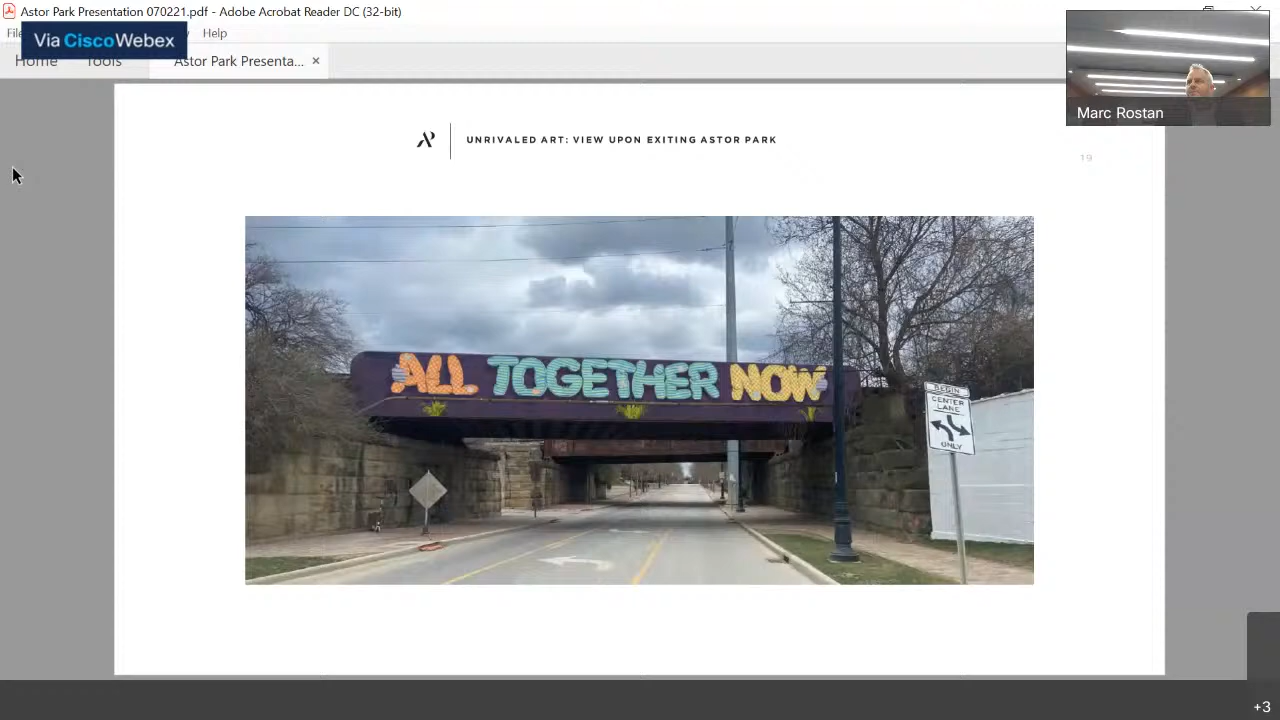 Astor Park Presentation 070221.pdf - Adobe Acrobat Reader DC (32-bit)
Via Cisco Webex
Help
Home
Tools
Astor Park Presenta... ×
Marc Rostan
UNRIVALED ART: VIEW UPON EXITING ASTOR PARK
19
ALL TOGETHER NOW
BEGIN
CENTER
LANE
ONLY
+3